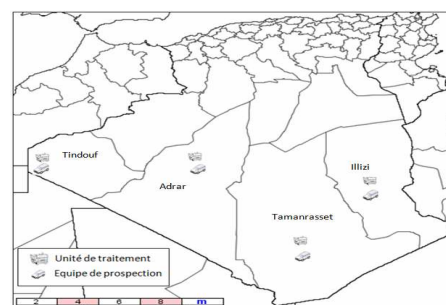 Tindouf
Adrar
Illizi
Tamanrasset
Unité de traitement
Equipe de prospection
2 4 6 8 m